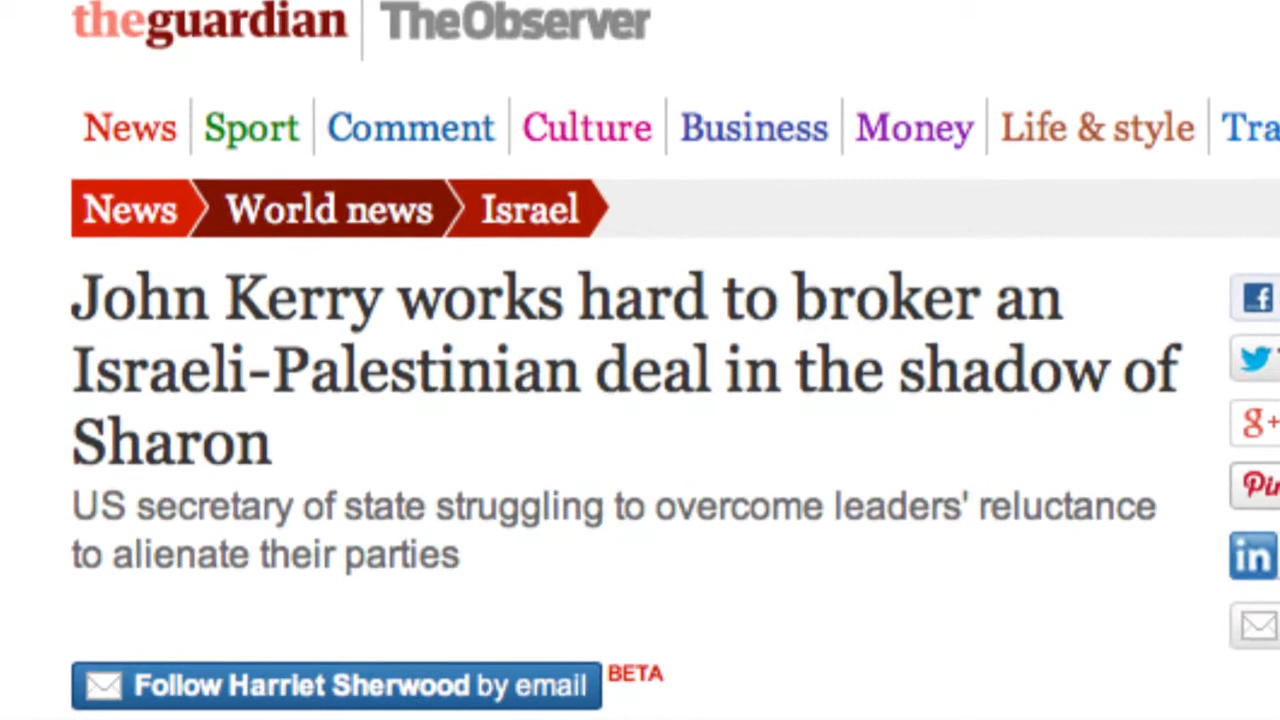 theguardian TheObserver
News Sport Comment Culture Business Money Life & style
News World news Israel
John Kerry works hard to broker an
Israeli-Palestinian deal in the shadow of
Sharon
US secretary of state struggling to overcome leaders' reluctance
to alienate their parties
Follow Harriet Sherwood by email BETA
f
g+
in